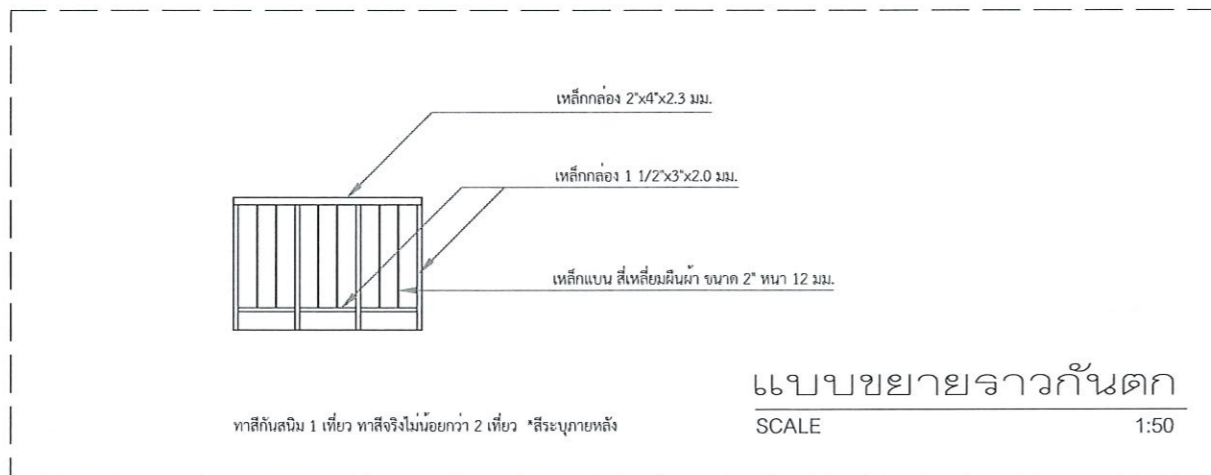 เหล็กกล่อง 2"x4"x2.3 มม.
เหล็กกล่อง 1 1/2"x3"x2.0 มม.
เหล็กแบน สี่เหลี่ยมผืนผ้า ขนาด 2" หนา 12 มม.
แบบขยายราวกันตก
ทาสีกันสนิม 1 เที่ยว ทาสีจริงไม่น้อยกว่า 2 เที่ยว *สีระบุภายหลัง
SCALE 1:50